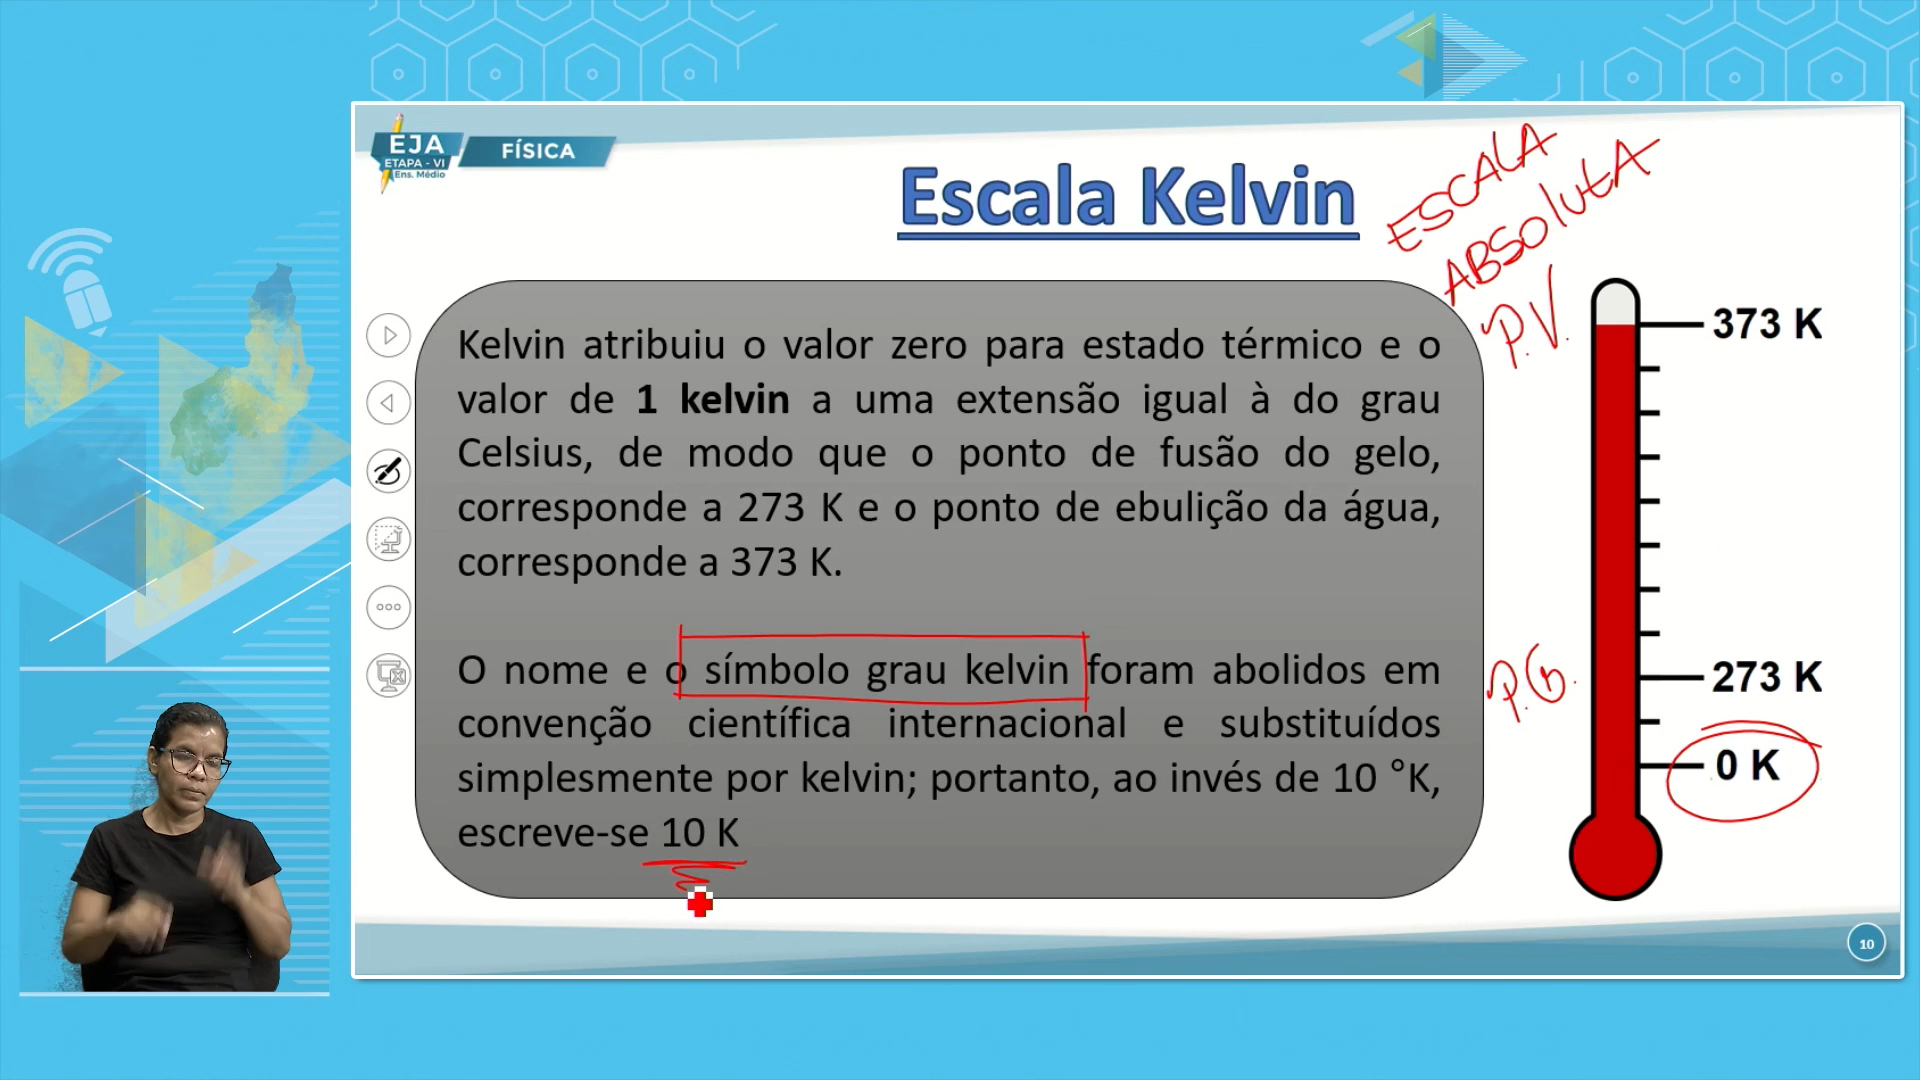 EJA
ETAPA - VI
Ens. Médio
FÍSICA
Escala Kelvin
ESCALA
ABSOLUTA
P.V.
Kelvin atribuiu o valor zero para estado térmico e o
valor de 1 kelvin a uma extensão igual à do grau
Celsius, de modo que o ponto de fusão do gelo,
corresponde a 273 K e o ponto de ebulição da água,
corresponde a 373 K.
O nome e o símbolo grau kelvin foram abolidos em
convenção científica internacional e substituídos
simplesmente por kelvin; portanto, ao invés de 10 °K,
escreve-se 10 K
373 K
P.G.
273 K
0 K
10